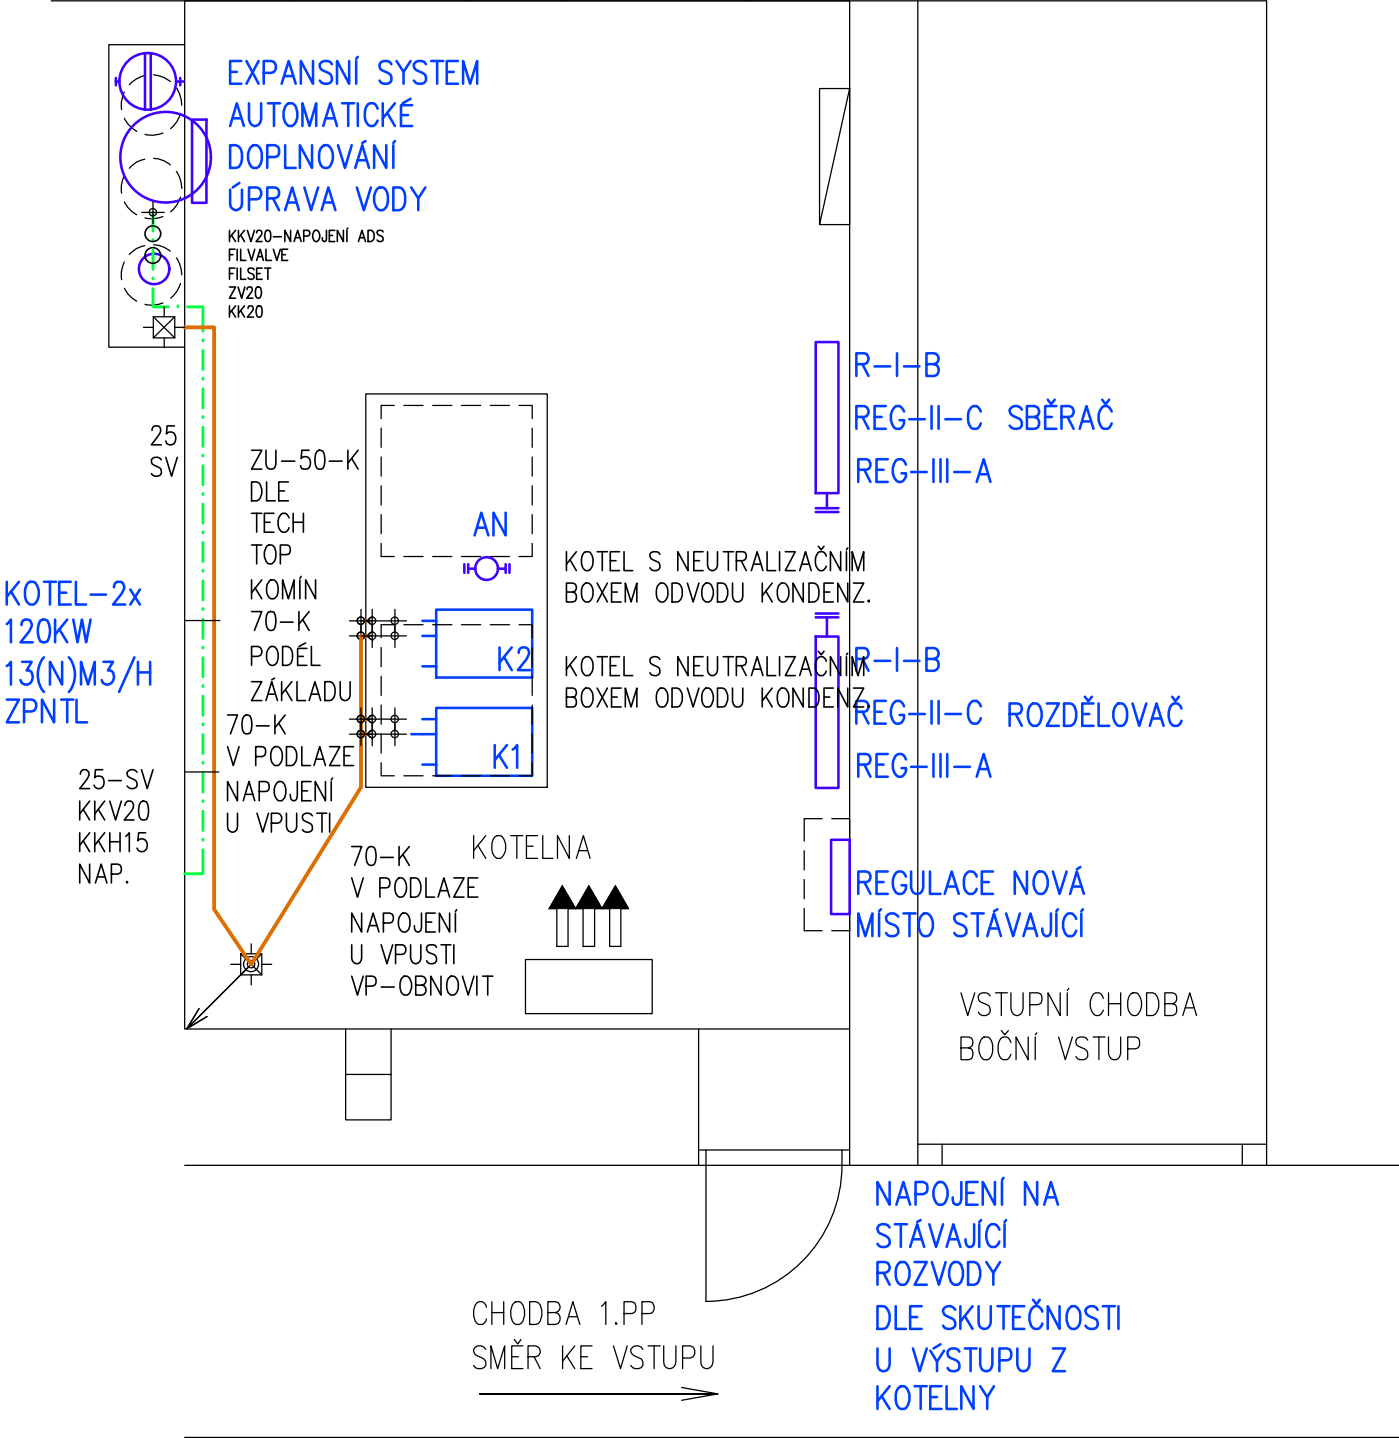 EXPANSNÍ SYSTEM
AUTOMATICKÉ
DOPLNOVÁNÍ
ÚPRAVA VODY
KKV20-NAPOJENÍ ADS
FILVALVE
FILSET
ZV20
KK20
R-I-B
REG-II-C SBĚRAČ
REG-III-A
25
SV
ZU-50-K
DLE
TECH
TOP
KOMÍN
70-K
PODÉL
ZÁKLADU
AN
KOTEL S NEUTRALIZAČNÍM
BOXEM ODVODU KONDENZ.
KOTEL-2x
120KW
13(N)M3/H
ZPNTL
K2
KOTEL S NEUTRALIZAČNÍM
BOXEM ODVODU KONDENZ.
R-I-B
REG-II-C ROZDĚLOVAČ
REG-III-A
70-K
V PODLAZE
NAPOJENÍ
U VPUSTI
K1
25-SV
KKV20
KKH15
NAP.
70-K
V PODLAZE
NAPOJENÍ
U VPUSTI
VP-OBNOVIT
KOTELNA
REGULACE NOVÁ
MÍSTO STÁVAJÍCÍ
VSTUPNÍ CHODBA
BOČNÍ VSTUP
NAPOJENÍ NA
STÁVAJÍCÍ
ROZVODY
DLE SKUTEČNOSTI
U VÝSTUPU Z
KOTELNY
CHODBA 1.PP
SMĚR KE VSTUPU